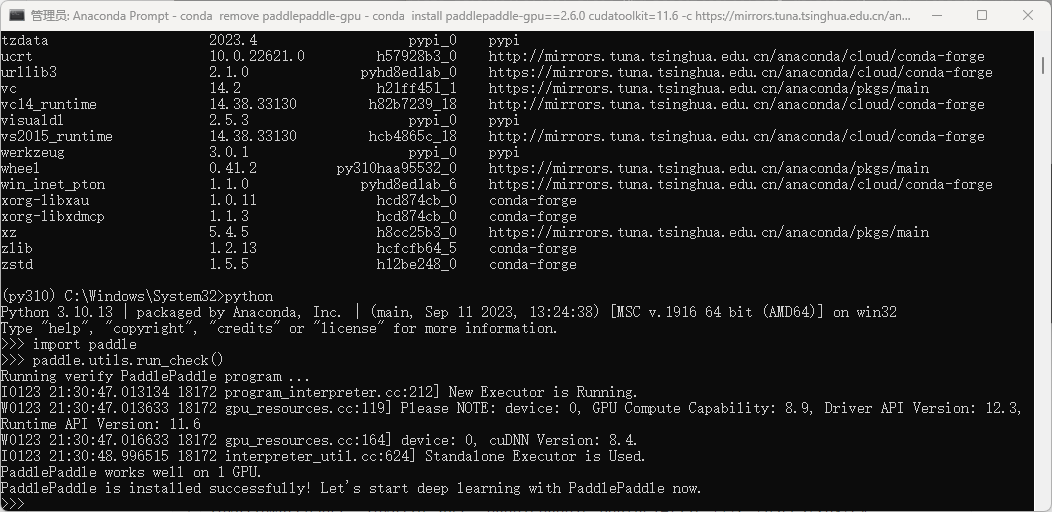 管理员: Anaconda Prompt - conda  remove paddlepaddle-gpu - conda  install paddlepaddle-gpu==2.6.0 cudatoolkit=11.6 -c https://mirrors.tuna.tsinghua.edu.cn/an...
tzdata                    2023.4                   pypi_0    pypi
ucrt                      10.0.22621.0         h57928b3_0    http://mirrors.tuna.tsinghua.edu.cn/anaconda/cloud/conda-forge
urllib3                   2.1.0              pyhd8ed1ab_0    https://mirrors.tuna.tsinghua.edu.cn/anaconda/cloud/conda-forge
vc                        14.2                 h21ff451_1    https://mirrors.tuna.tsinghua.edu.cn/anaconda/pkgs/main
vc14_runtime              14.38.33130         h82b7239_18    http://mirrors.tuna.tsinghua.edu.cn/anaconda/cloud/conda-forge
visualdl                  2.5.3                    pypi_0    pypi
vs2015_runtime            14.38.33130         hcb4865c_18    http://mirrors.tuna.tsinghua.edu.cn/anaconda/cloud/conda-forge
werkzeug                  3.0.1                    pypi_0    pypi
wheel                     0.41.2          py310haa95532_0    https://mirrors.tuna.tsinghua.edu.cn/anaconda/pkgs/main
win_inet_pton             1.1.0              pyhd8ed1ab_6    https://mirrors.tuna.tsinghua.edu.cn/anaconda/cloud/conda-forge
xorg-libxau               1.0.11               hcd874cb_0    conda-forge
xorg-libxdmcp             1.1.3                hcd874cb_0    conda-forge
xz                        5.4.5                h8cc25b3_0    https://mirrors.tuna.tsinghua.edu.cn/anaconda/pkgs/main
zlib                      1.2.13               hcfcfb64_5    conda-forge
zstd                      1.5.5                h12be248_0    conda-forge
(py310) C:\Windows\System32>python
Python 3.10.13 | packaged by Anaconda, Inc. | (main, Sep 11 2023, 13:24:38) [MSC v.1916 64 bit (AMD64)] on win32
Type "help", "copyright", "credits" or "license" for more information.
>>> import paddle
>>> paddle.utils.run_check()
Running verify PaddlePaddle program ...
I0123 21:30:47.013134 18172 program_interpreter.cc:212] New Executor is Running.
W0123 21:30:47.013633 18172 gpu_resources.cc:119] Please NOTE: device: 0, GPU Compute Capability: 8.9, Driver API Version: 12.3,
Runtime API Version: 11.6
W0123 21:30:47.016633 18172 gpu_resources.cc:164] device: 0, cuDNN Version: 8.4.
I0123 21:30:48.996515 18172 interpreter_util.cc:624] Standalone Executor is Used.
PaddlePaddle works well on 1 GPU.
PaddlePaddle is installed successfully! Let's start deep learning with PaddlePaddle now.
>>>